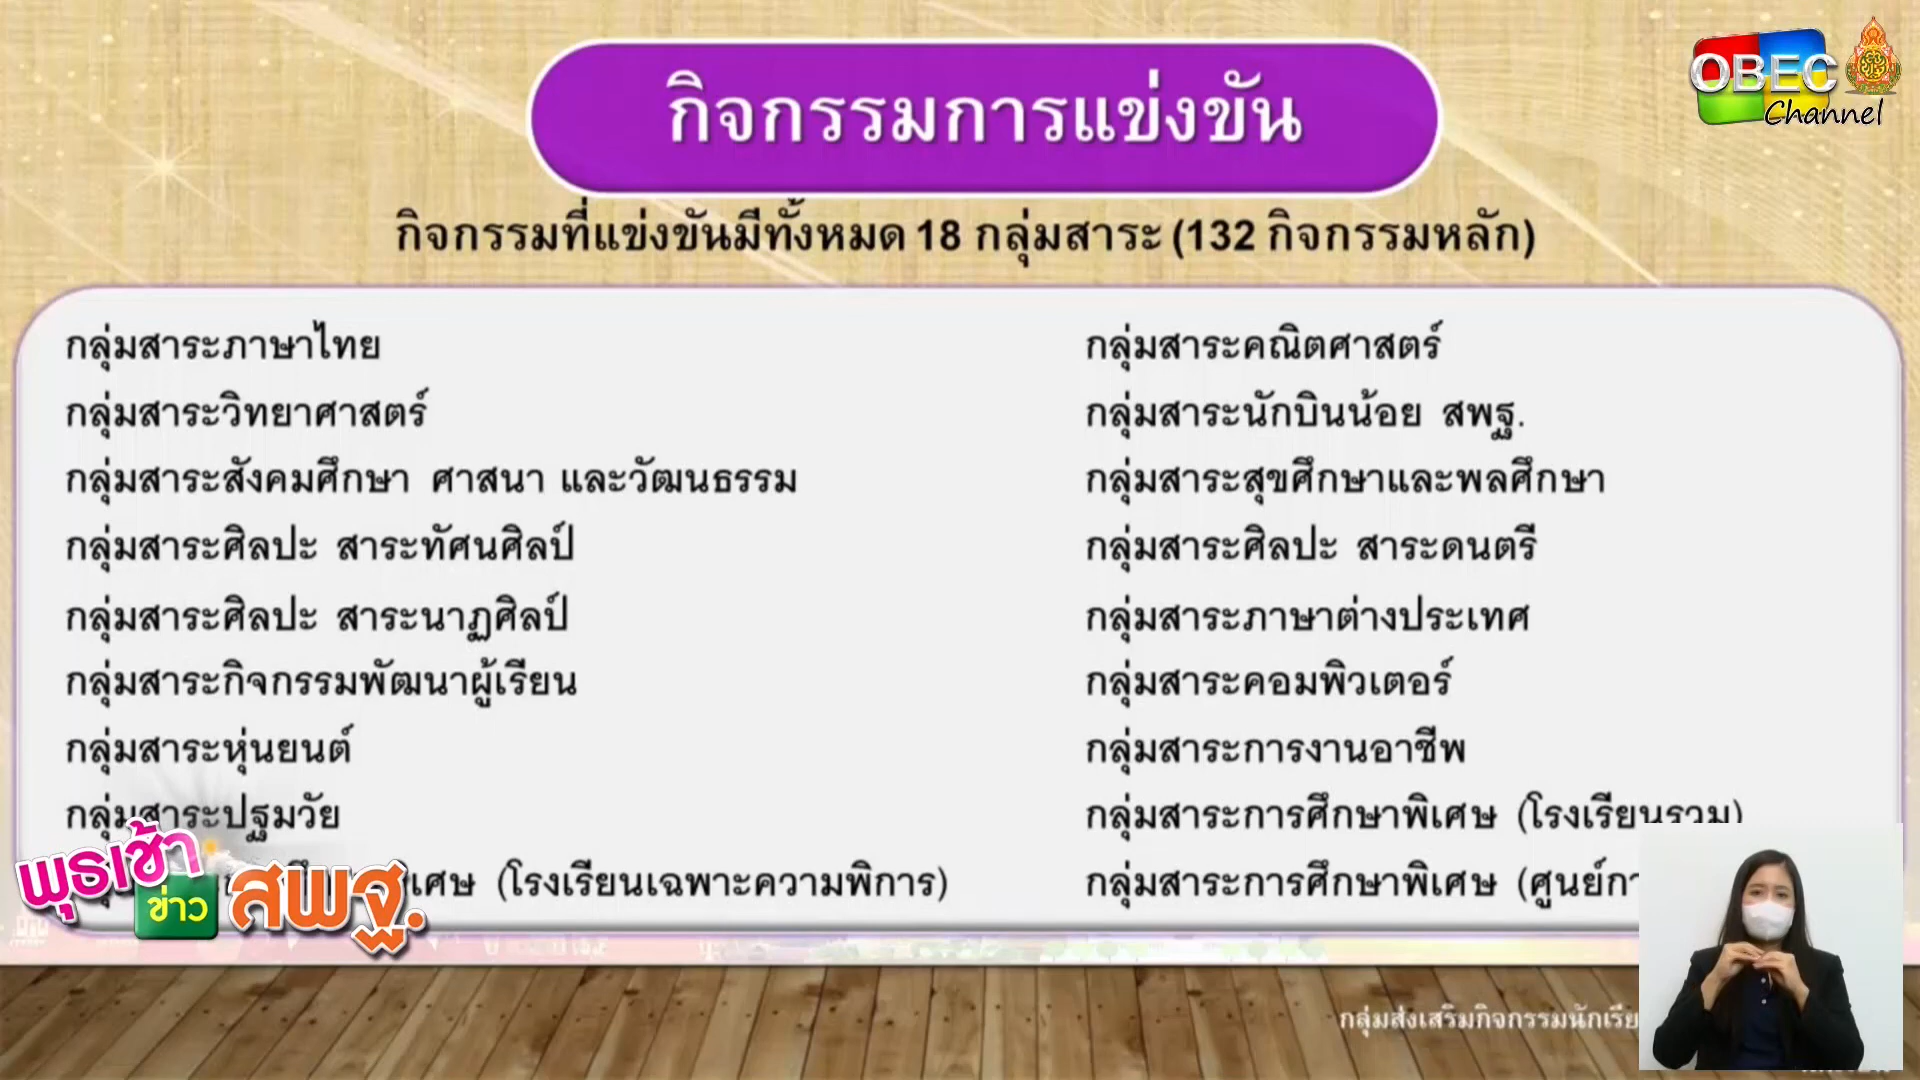 กิจกรรมการแข่งขัน
OBEC
Channel
กิจกรรมที่แข่งขันมีทั้งหมด 18 กลุ่มสาระ (132 กิจกรรมหลัก)
กลุ่มสาระภาษาไทย
กลุ่มสาระวิทยาศาสตร์
กลุ่มสาระสังคมศึกษา ศาสนา และวัฒนธรรม
กลุ่มสาระศิลปะ สาระทัศนศิลป์
กลุ่มสาระศิลปะ สาระนาฏศิลป์
กลุ่มสาระกิจกรรมพัฒนาผู้เรียน
กลุ่มสาระหุ่นยนต์
กลุ่มสาระปฐมวัย
(โรงเรียนเฉพาะความพิการ)
กลุ่มสาระคณิตศาสตร์
กลุ่มสาระนักบินน้อย สพฐ.
กลุ่มสาระสุขศึกษาและพลศึกษา
กลุ่มสาระศิลปะ สาระดนตรี
กลุ่มสาระภาษาต่างประเทศ
กลุ่มสาระคอมพิวเตอร์
กลุ่มสาระการงานอาชีพ
กลุ่มสาระการศึกษาพิเศษ (โรงเรียนรวม)
กลุ่มสาระการศึกษาพิเศษ
พุธเช้า
ข่าว
สพฐ.
กลุ่มส่งเสริมกิจกรรมนักเรีย